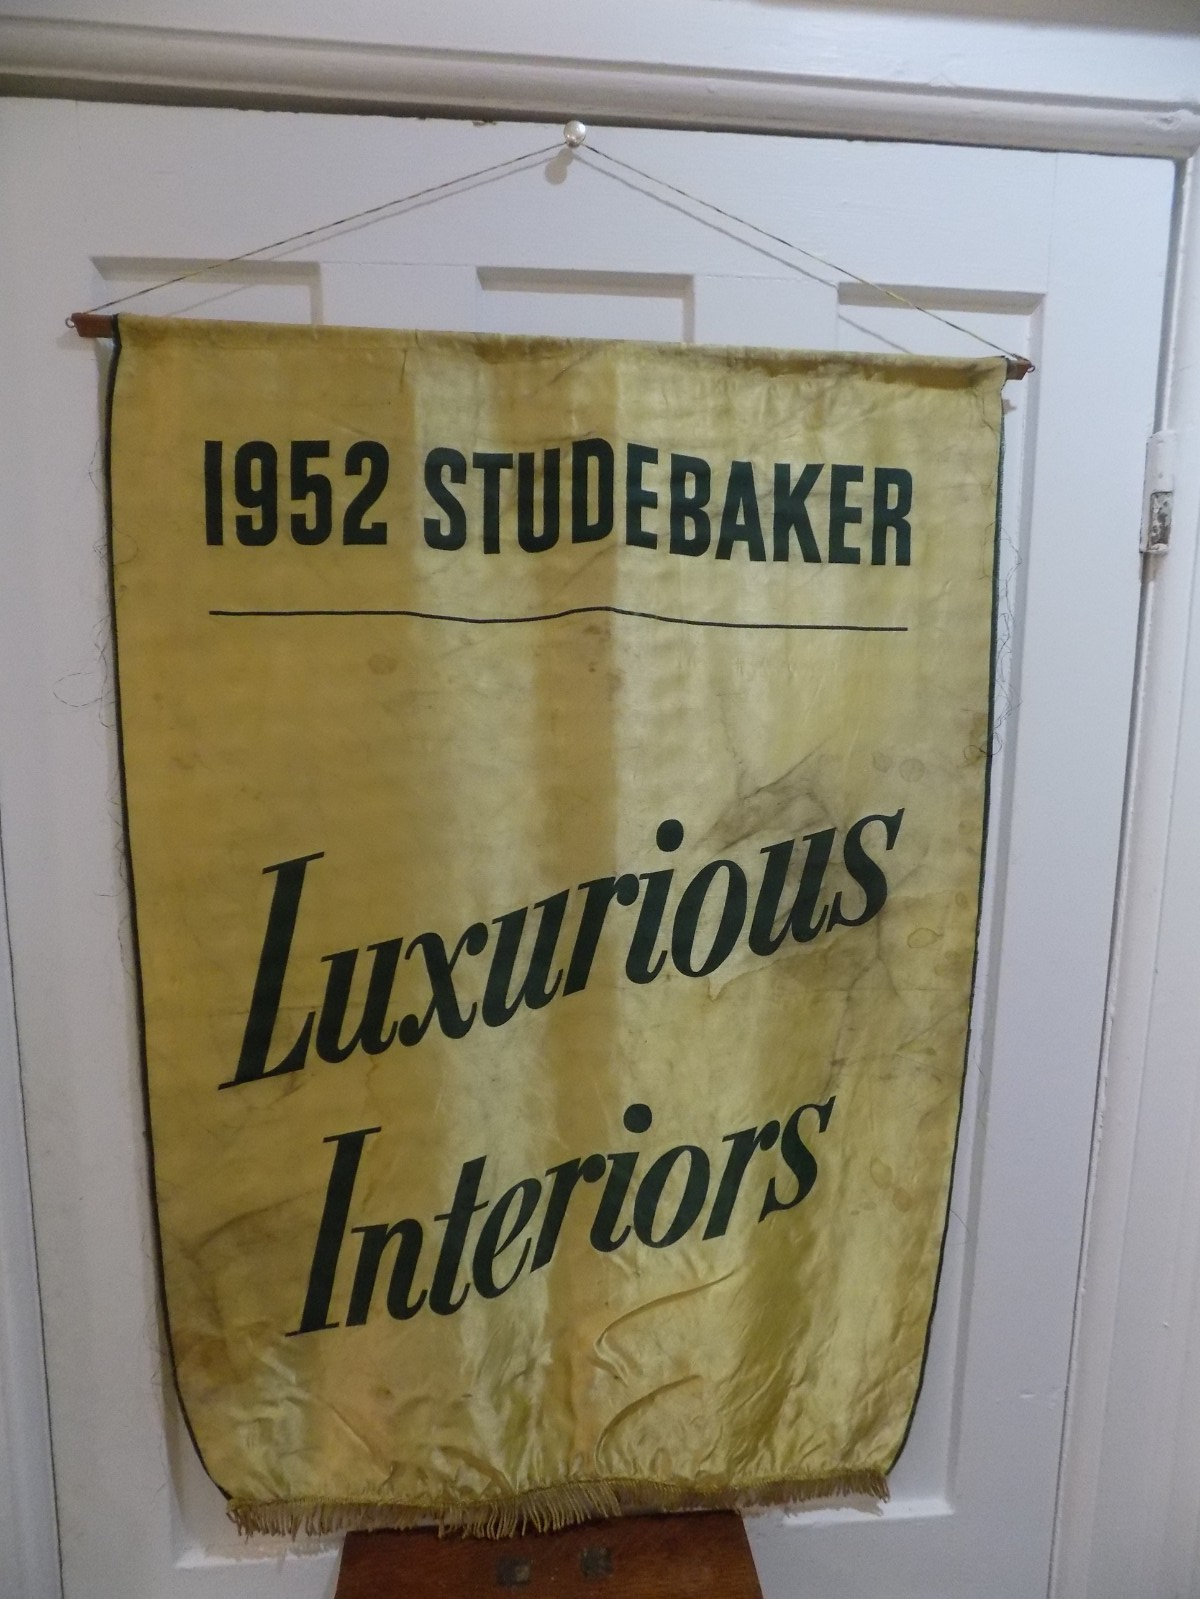 1952 STUDEBAKER
Luxurious
Interiors